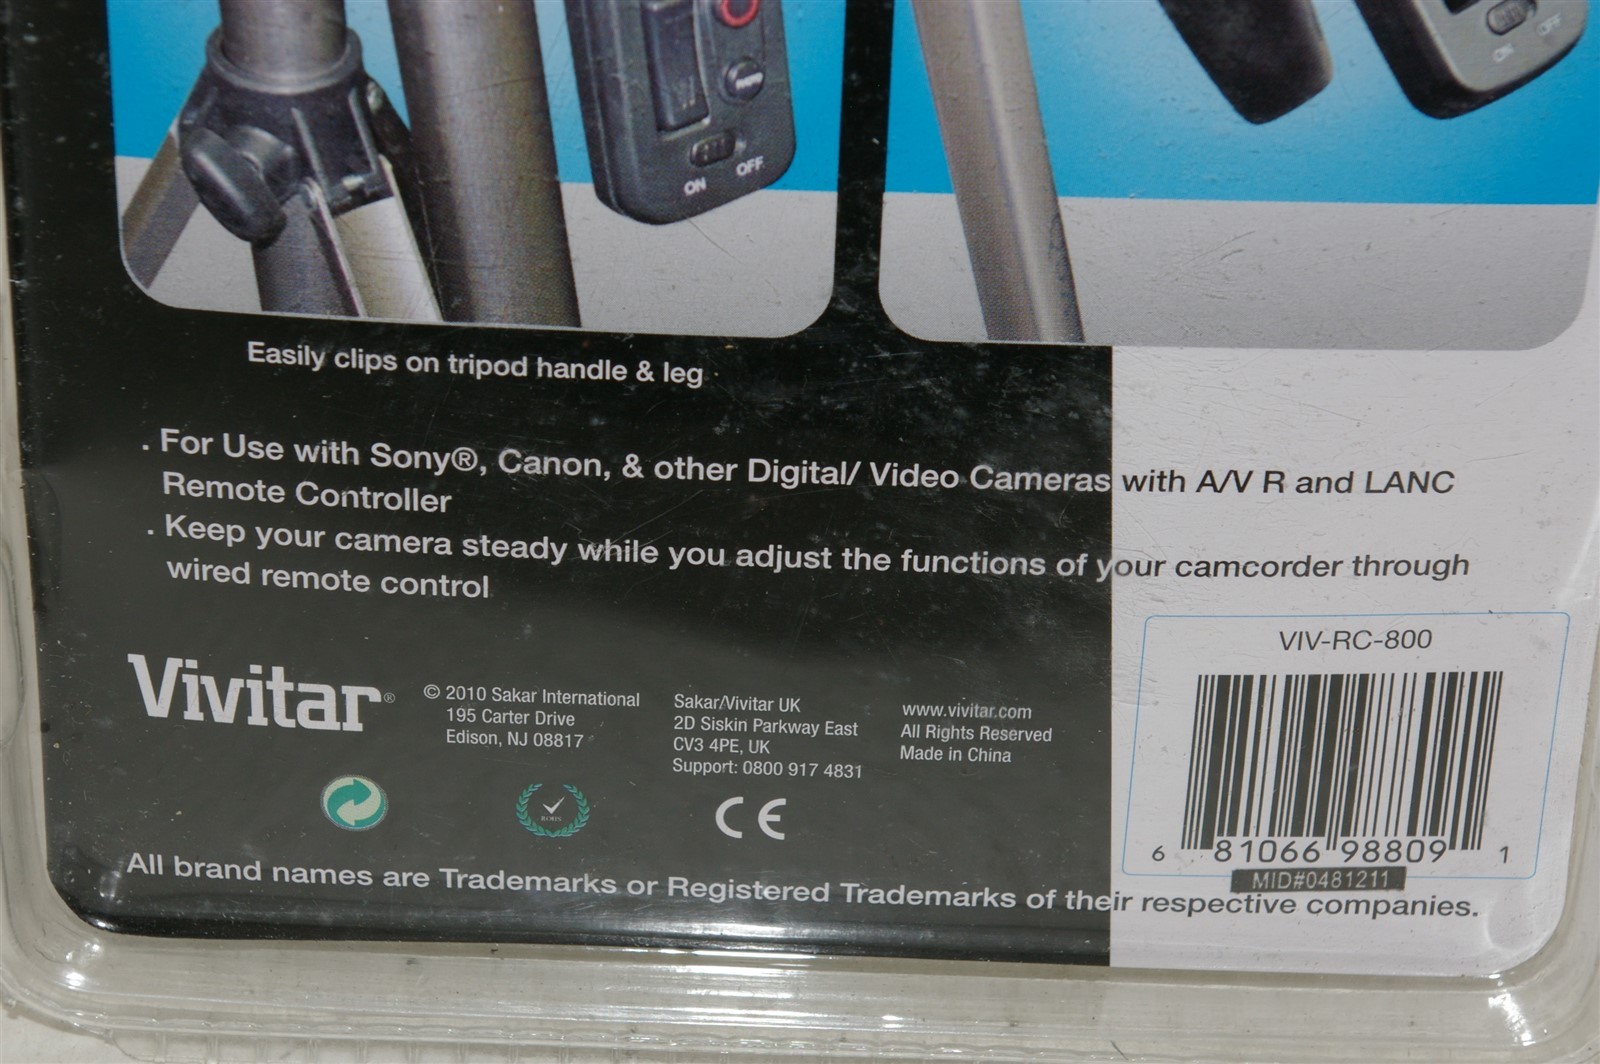 ON OFF
ON OFF
Easily clips on tripod handle & leg
. For Use with Sony®, Canon, & other Digital/ Video Cameras with A/V R and LANC
Remote Controller
. Keep your camera steady while you adjust the functions of your camcorder through
wired remote control
VIV-RC-800
Vivitar®
© 2010 Sakar International
195 Carter Drive
Edison, NJ 08817
Sakar/Vivitar UK
2D Siskin Parkway East
CV3 4PE, UK
Support: 0800 917 4831
www.vivitar.com
All Rights Reserved
Made in China
ROHS
CE
6 81066 98809 1
MID#0481211
All brand names are Trademarks or Registered Trademarks of their respective companies.